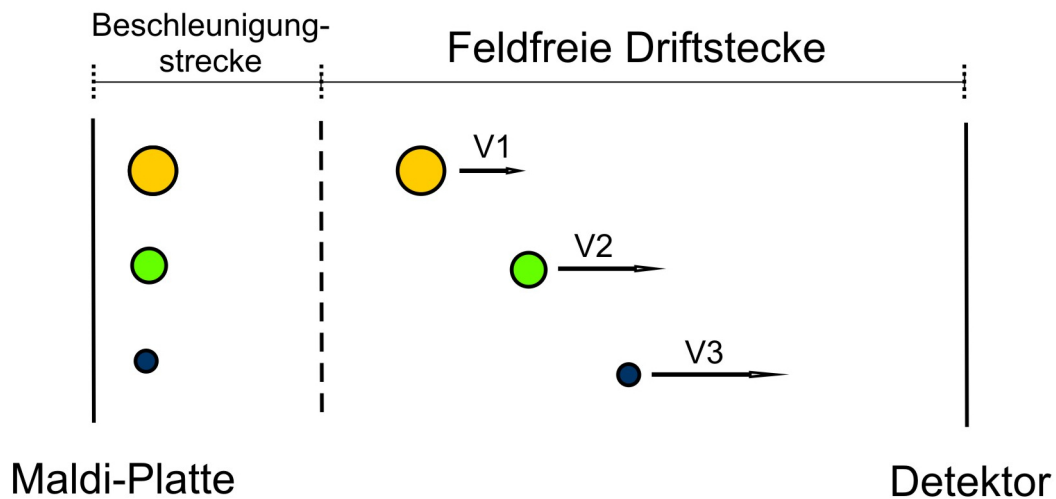 Beschleunigung-
strecke
Feldfreie Driftstecke
V1
V2
V3
Maldi-Platte
Detektor